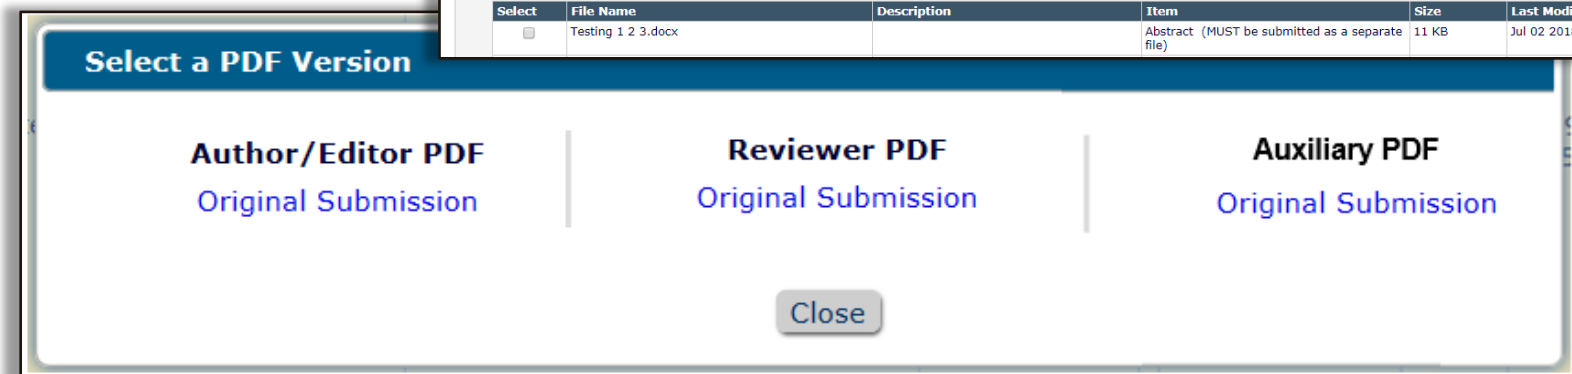 Select File Name Description Item Size Last Modi
Testing 1 2 3.docx Abstract (MUST be submitted as a separate 11 KB Jul 02 201
file)
Select a PDF Version
Author/Editor PDF Reviewer PDF Auxiliary PDF
Original Submission Original Submission Original Submission
Close